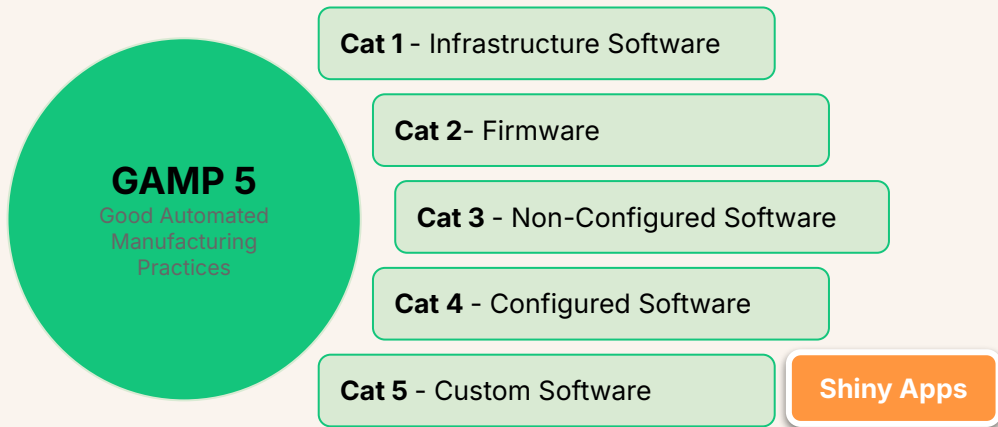 Cat 1 - Infrastructure Software
Cat 2- Firmware
GAMP 5
Good Automated
Manufacturing
Practices
Cat 3 - Non-Configured Software
Cat 4 - Configured Software
Cat 5 - Custom Software
Shiny Apps